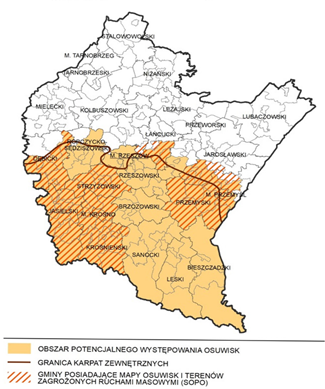 STALOWOWOLSKI
M. TARNOBRZEG
TARNOBRZESKI
NIŻAŃSKI
MIELECKI
KOLBUSZOWSKI
LEŻAJSKI
LUBACZOWSKI
PRZEWORSKI
ŁAŃCUCKI
ROPCZYCKO-
SĘDZISZOWSKI
JAROSŁAWSKI
DĘBICKI
M. RZESZÓW
RZESZOWSKI
STRZYŻOWSKI
M. PRZEMYŚL
PRZEMYSKI
JASIELSKI
M. KROSNO
BRZOZOWSKI
KROŚNIEŃSKI
SANOCKI
BIESZCZADZKI
LESKI
OBSZAR POTENCJALNEGO WYSTĘPOWANIA OSUWISK
GRANICA KARPAT ZEWNĘTRZNYCH
GMINY POSIADAJĄCE MAPY OSUWISK I TERENÓW
ZAGROŻONYCH RUCHAMI MASOWYMI (SOPO)